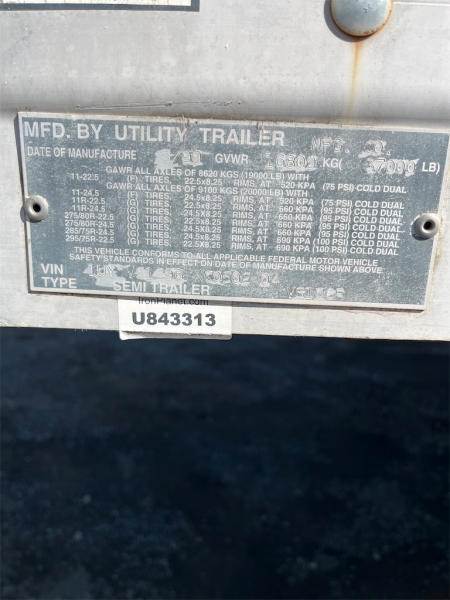 MFD. BY UTILITY TRAILER MFG.
DATE OF MANUFACTURE GVWR KG( LB)
GAWR ALL AXLES OF 8620 KGS (19000 LB) USING
11-22.5 (F) TIRES, 22.5x8.25 RIMS, AT 520 KPA (75 PSI) COLD DUAL
GAWR ALL AXLES OF 9100 KGS (20000 LB) USING
11-24.5 (F) TIRES, 24.5x8.25 RIMS, AT 520 KPA (75 PSI) COLD DUAL
11R-22.5 (G) TIRES, 22.5x8.25 RIMS, AT 660 KPA (95 PSI) COLD DUAL
11R-24.5 (G) TIRES, 24.5x8.25 RIMS, AT 660 KPA (95 PSI) COLD DUAL
275/80R-22.5 (G) TIRES, 22.5x8.25 RIMS, AT 660 KPA (95 PSI) COLD DUAL
275/80R-24.5 (G) TIRES, 24.5x8.25 RIMS, AT 660 KPA (95 PSI) COLD DUAL
285/75R-24.5 (G) TIRES, 24.5x8.25 RIMS, AT 660 KPA (95 PSI) COLD DUAL
295/75R-22.5 (G) TIRES, 22.5x8.25 RIMS, AT 690 KPA (100 PSI) COLD DUAL
THIS VEHICLE CONFORMS TO ALL APPLICABLE FEDERAL MOTOR VEHICLE
SAFETY STANDARDS IN EFFECT ON DATE OF MANUFACTURE SHOWN ABOVE
VIN
TYPE SEMI TRAILER
IronPlanet.com
U843313